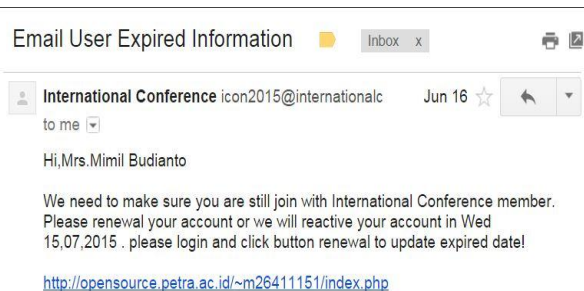 Email User Expired Information
Inbox x
International Conference icon2015@internationalc Jun 16
to me
Hi,Mrs.Mimil Budianto
We need to make sure you are still join with International Conference member.
Please renewal your account or we will reactive your account in Wed
15,07,2015 . please login and click button renewal to update expired date!
http://opensource.petra.ac.id/~m26411151/index.php